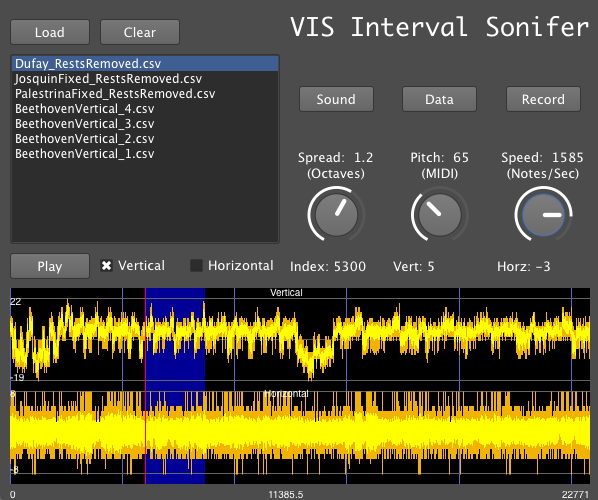 Load
Clear
VIS Interval Sonifer
Dufay_RestsRemoved.csv
JosquinFixed_RestsRemoved.csv
PalestrinaFixed_RestsRemoved.csv
BeethovenVertical_4.csv
BeethovenVertical_3.csv
BeethovenVertical_2.csv
BeethovenVertical_1.csv
Sound
Data
Record
Spread: 1.2
(Octaves)
Pitch: 65
(MIDI)
Speed: 1585
(Notes/Sec)
Play
Vertical
Horizontal
Index: 5300
Vert: 5
Horz: -3
Vertical
22
-19
Horizontal
8
-8
0
11385.5
22771